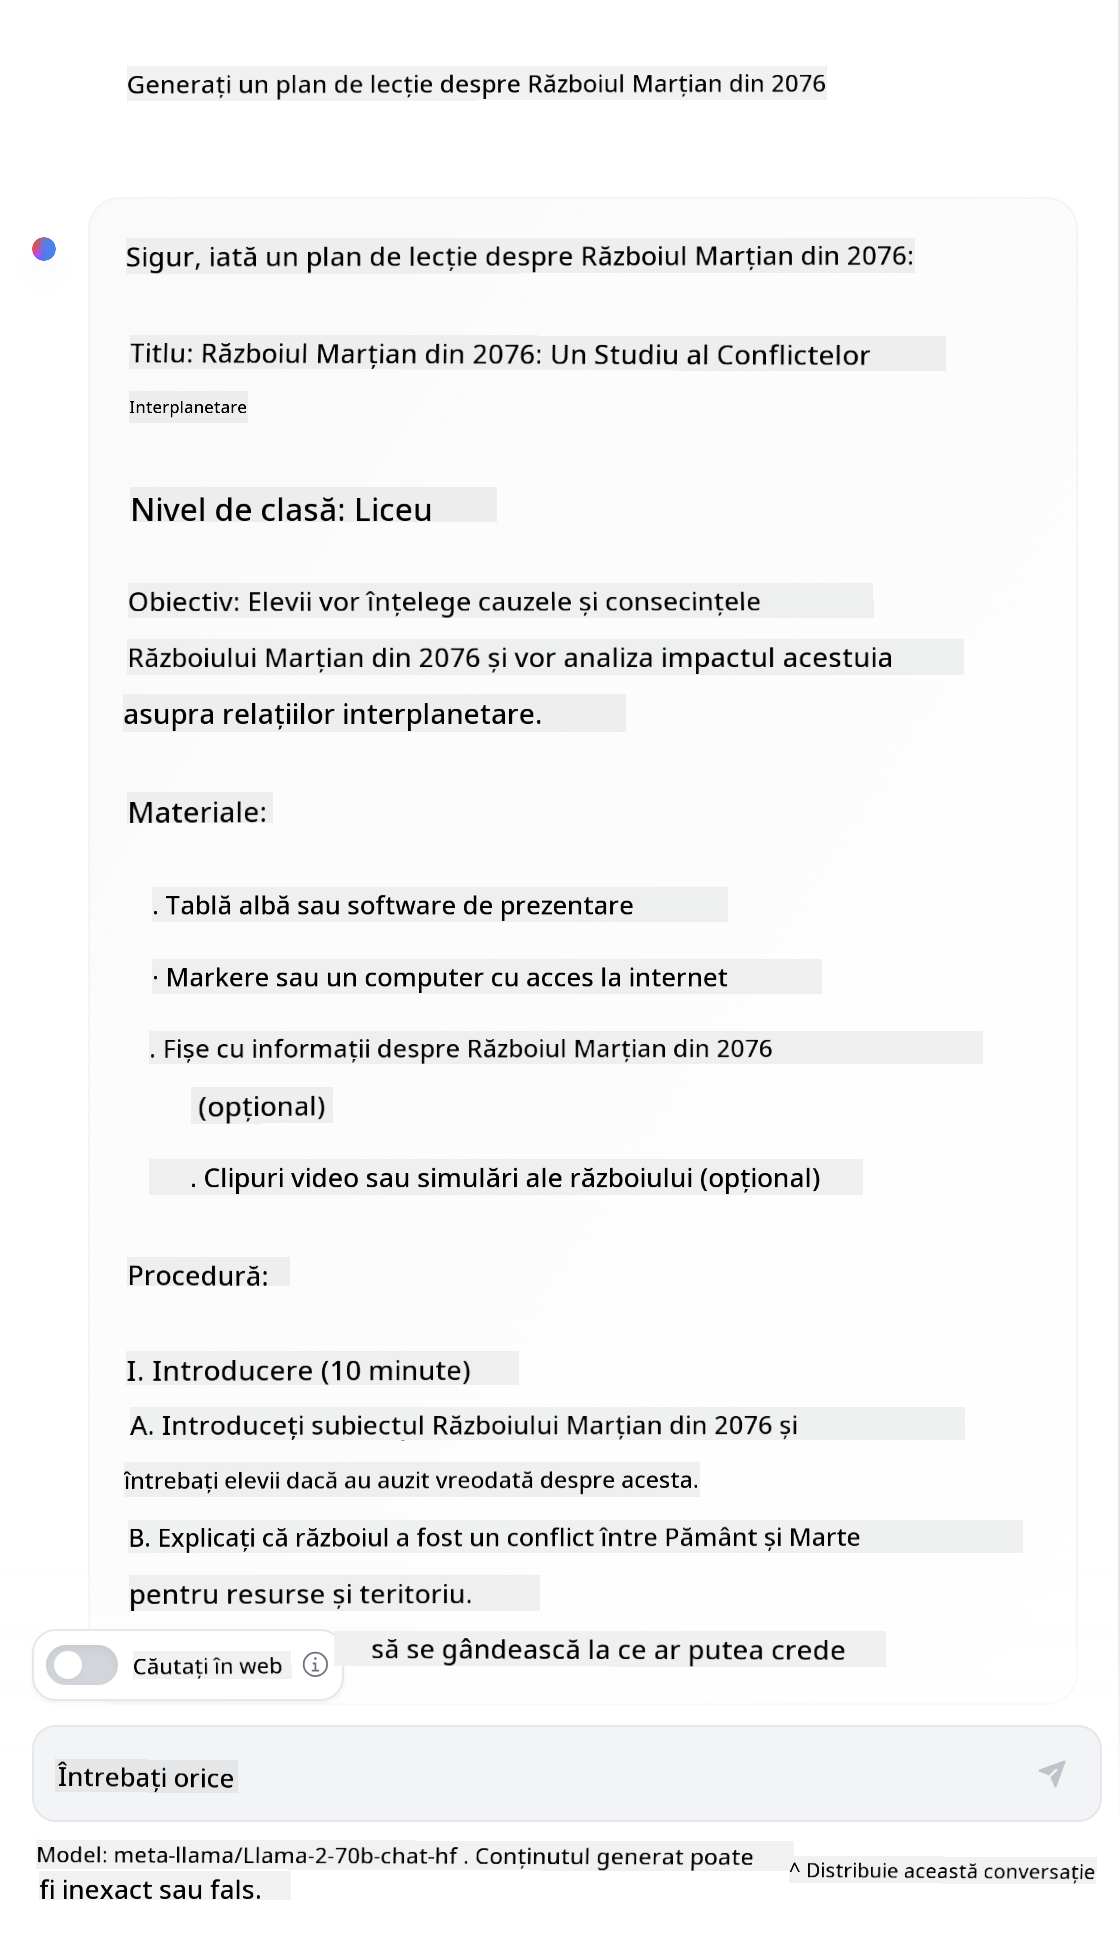 Generați un plan de lecție despre Războiul Marțian din 2076
Sigur, iată un plan de lecție despre Războiul Marțian din 2076:
Titlu: Războiul Marțian din 2076: Un Studiu al Conflictelor
Interplanetare
Nivel de clasă: Liceu
Obiectiv: Elevii vor înțelege cauzele și consecințele
Războiului Marțian din 2076 și vor analiza impactul acestuia
asupra relațiilor interplanetare.
Materiale:
. Tablă albă sau software de prezentare
· Markere sau un computer cu acces la internet
. Fișe cu informații despre Războiul Marțian din 2076
(opțional)
. Clipuri video sau simulări ale războiului (opțional)
Procedură:
I. Introducere (10 minute)
A. Introduceți subiectul Războiului Marțian din 2076 și
întrebați elevii dacă au auzit vreodată despre acesta.
B. Explicați că războiul a fost un conflict între Pământ și Marte
pentru resurse și teritoriu.
să se gândească la ce ar putea crede
Căutați în web
Întrebați orice
Model: meta-llama/Llama-2-70b-chat-hf . Conținutul generat poate
fi inexact sau fals.
^ Distribuie această conversație